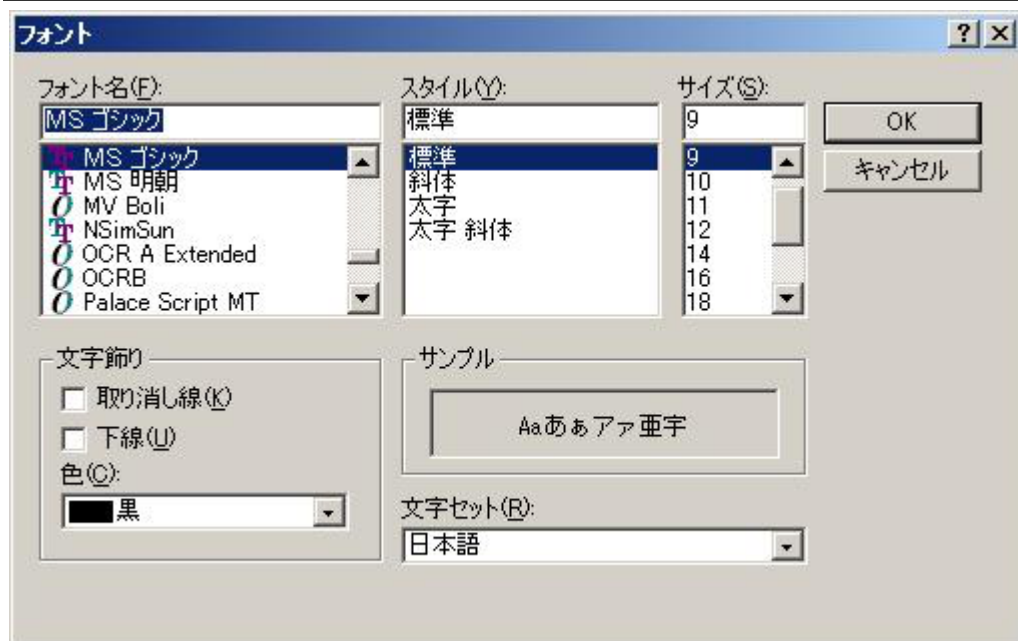 フォント
フォント名(F):
MS ゴシック
MS ゴシック
MS 明朝
MV Boli
NSimSun
OCR A Extended
OCRB
Palace Script MT
スタイル(Y):
標準
標準
斜体
太字
太字 斜体
サイズ(S):
9
9
10
11
12
14
16
18
OK
キャンセル
文字飾り
取り消し線(K)
下線(U)
色(C):
黒
サンプル
Aaあぁアァ亜宇
文字セット(R):
日本語